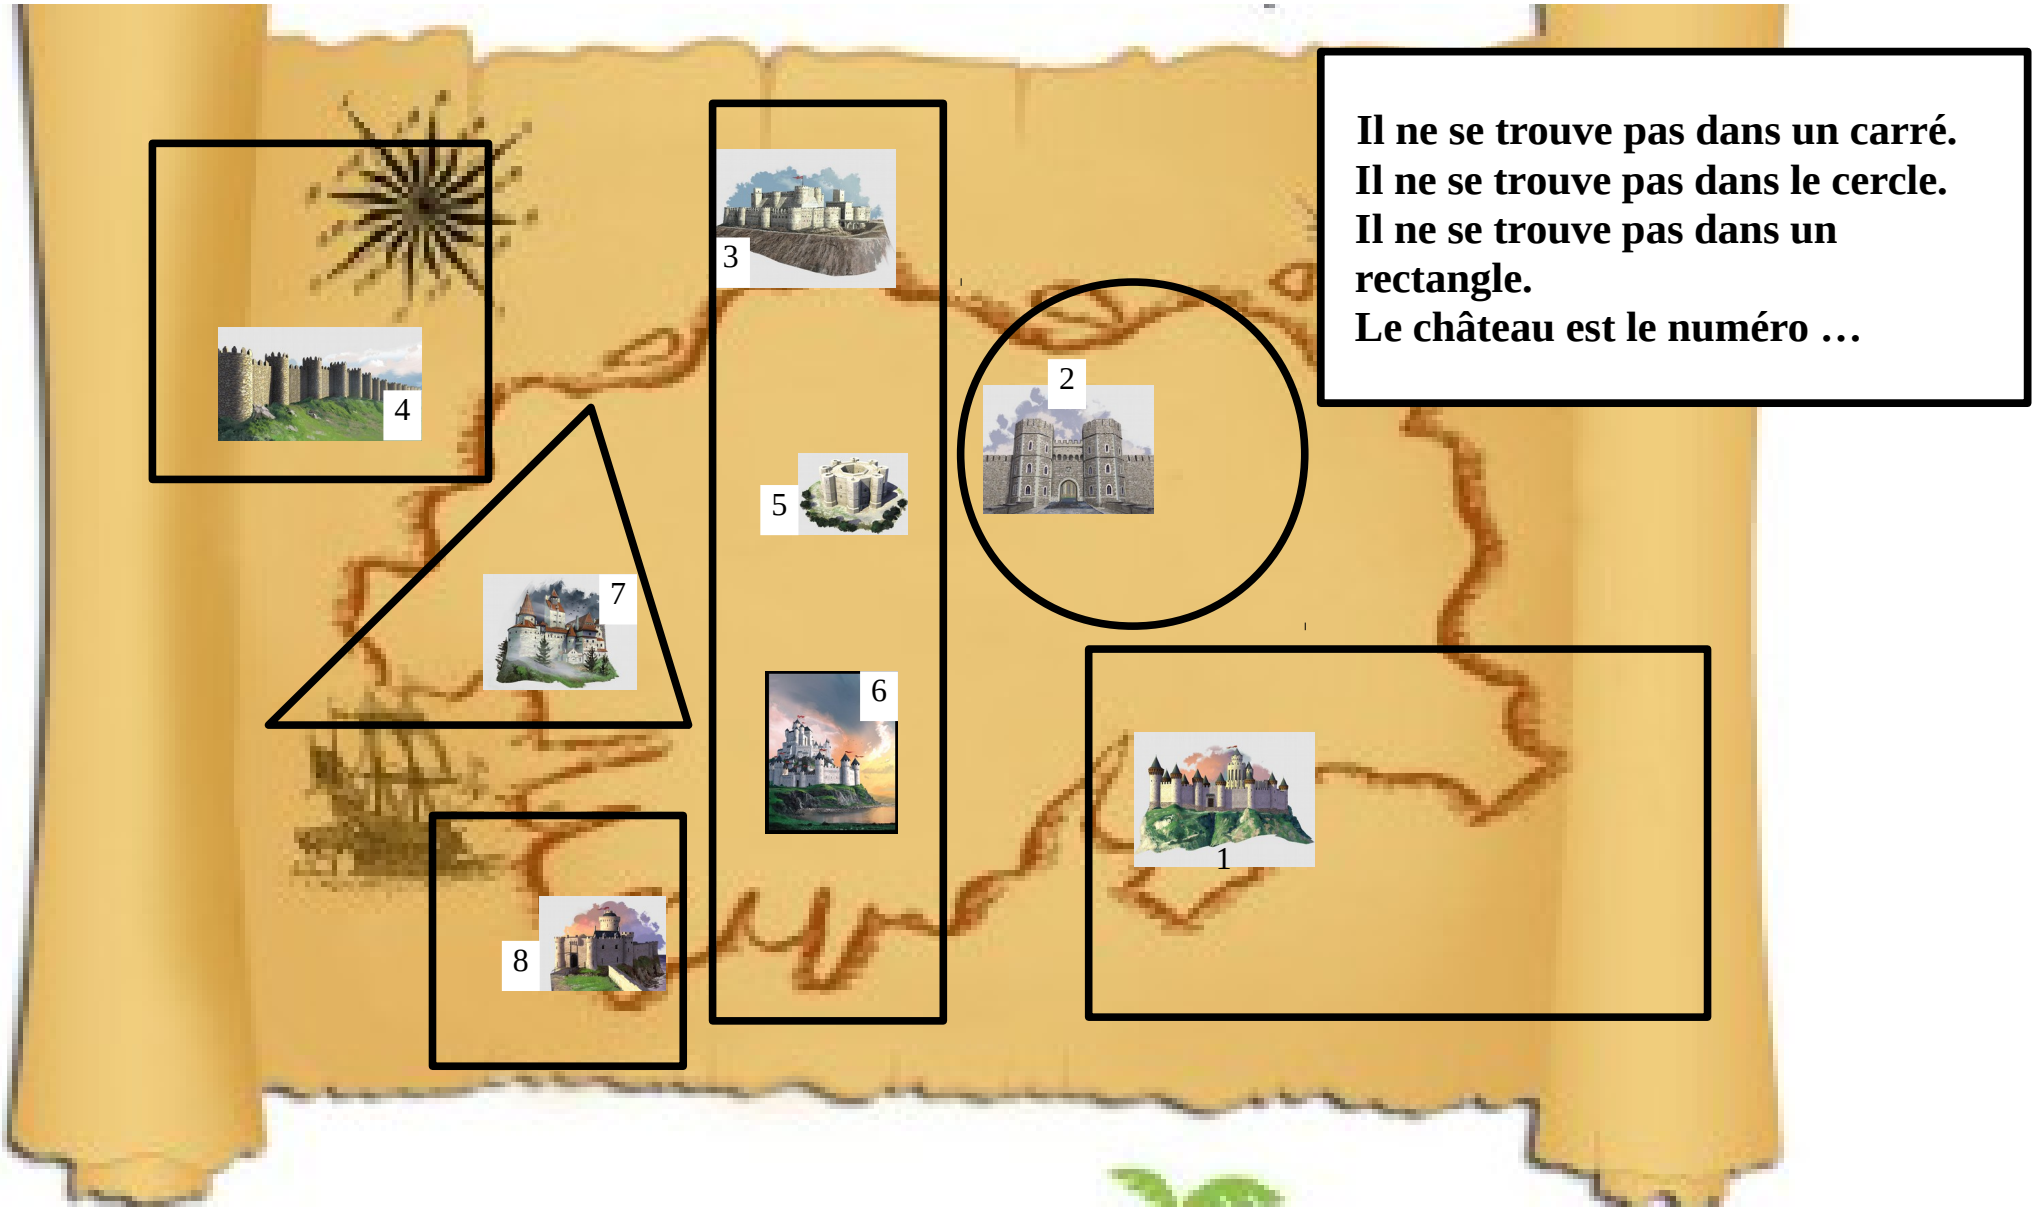 Il ne se trouve pas dans un carré.
Il ne se trouve pas dans le cercle.
Il ne se trouve pas dans un
rectangle.
Le château est le numéro …
3
2
4
5
7
6
1
8